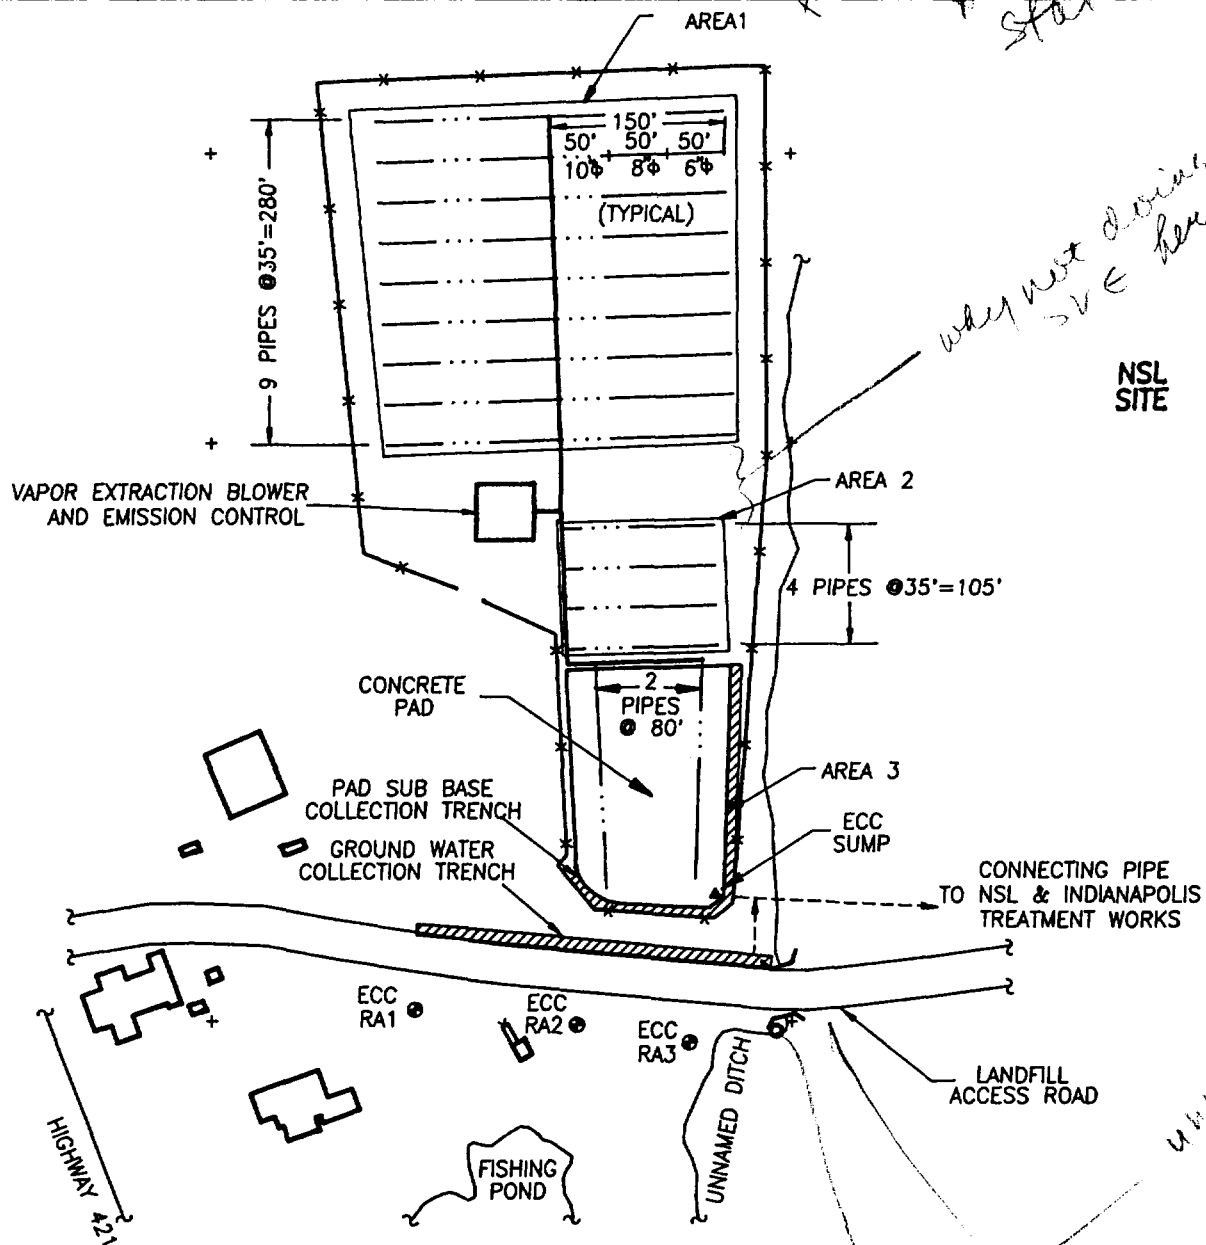 AREA1
150'
50' 50' 50'
10"φ 8"φ 6"φ
(TYPICAL)
9 PIPES @35'=280'
why not doing
SVE here
NSL
SITE
VAPOR EXTRACTION BLOWER
AND EMISSION CONTROL
AREA 2
4 PIPES @35'=105'
CONCRETE
PAD
2
PIPES
@ 80'
AREA 3
PAD SUB BASE
COLLECTION TRENCH
ECC
SUMP
GROUND WATER
COLLECTION TRENCH
CONNECTING PIPE
TO NSL & INDIANAPOLIS
TREATMENT WORKS
ECC
RA1
ECC
RA2
ECC
RA3
UNNAMED DITCH
LANDFILL
ACCESS ROAD
HIGHWAY 421
FISHING
POND